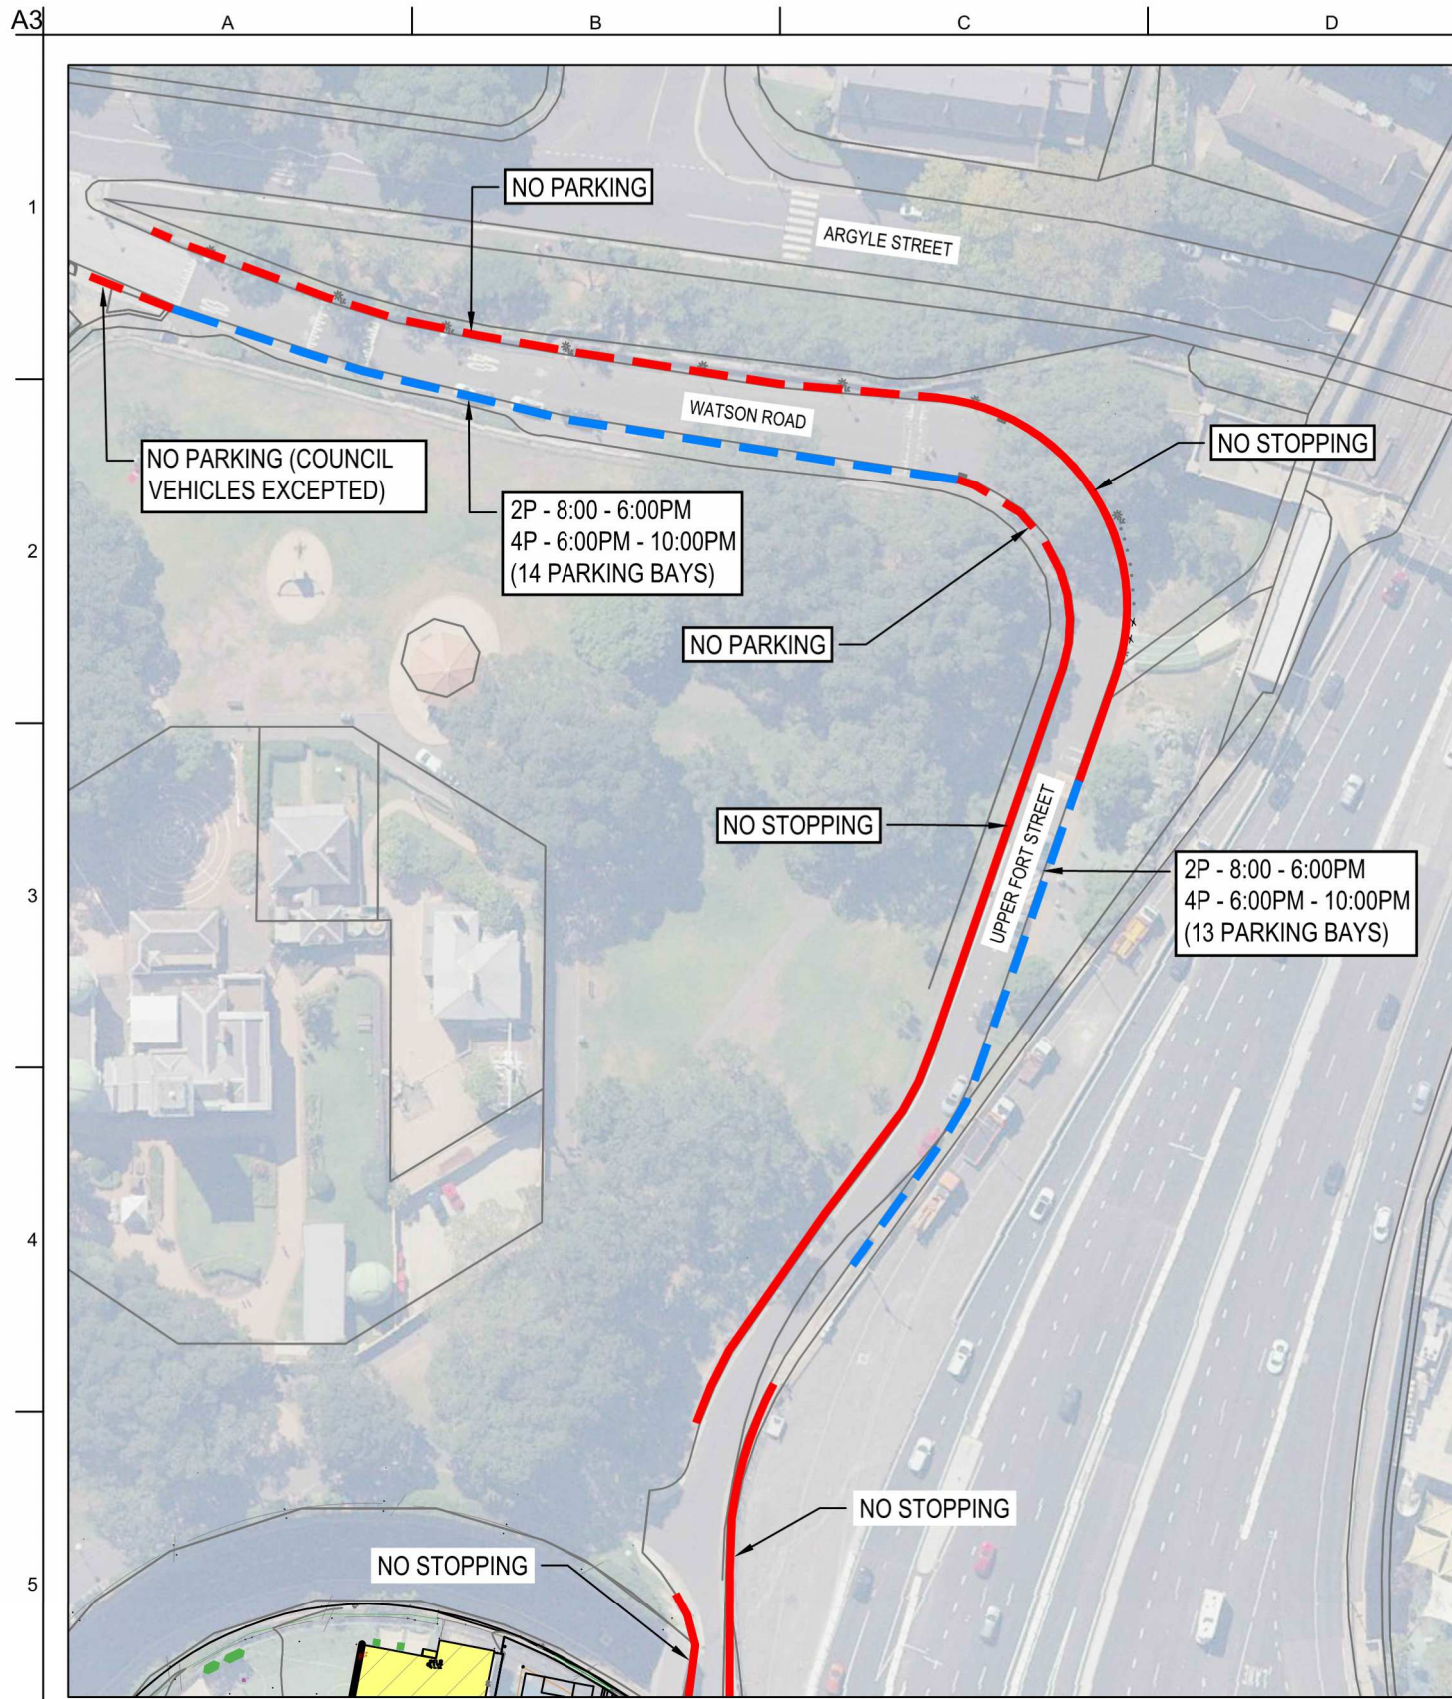 A3
A
B
C
D
1
NO PARKING
ARGYLE STREET
WATSON ROAD
NO STOPPING
NO PARKING (COUNCIL
VEHICLES EXCEPTED)
2P - 8:00 - 6:00PM
4P - 6:00PM - 10:00PM
(14 PARKING BAYS)
2
NO PARKING
NO STOPPING
UPPER FORT STREET
2P - 8:00 - 6:00PM
4P - 6:00PM - 10:00PM
(13 PARKING BAYS)
3
4
NO STOPPING
NO STOPPING
5